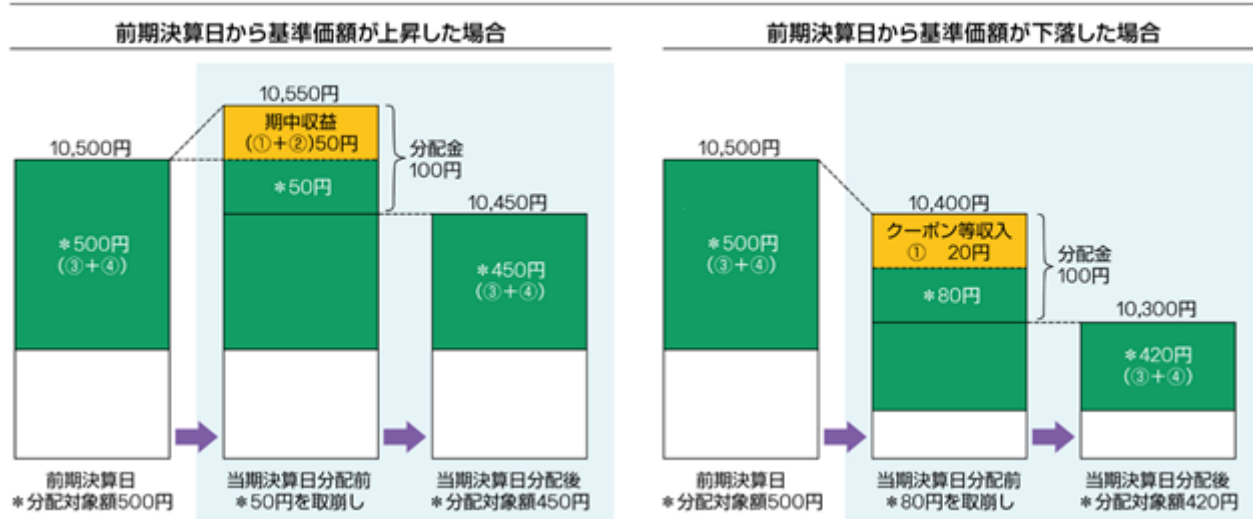 前期決算日から基準価額が上昇した場合
10,550円
期中収益
(①+②)50円
10,500円
分配金
100円
＊50円
10,450円
＊500円
(③+④)
＊450円
(③+④)
前期決算日
＊分配対象額500円
当期決算日分配前
＊50円を取崩し
当期決算日分配後
＊分配対象額450円
前期決算日から基準価額が下落した場合
10,500円
10,400円
クーポン等収入
① 20円
分配金
100円
＊500円
(③+④)
＊80円
10,300円
＊420円
(③+④)
前期決算日
＊分配対象額500円
当期決算日分配前
＊80円を取崩し
当期決算日分配後
＊分配対象額420円